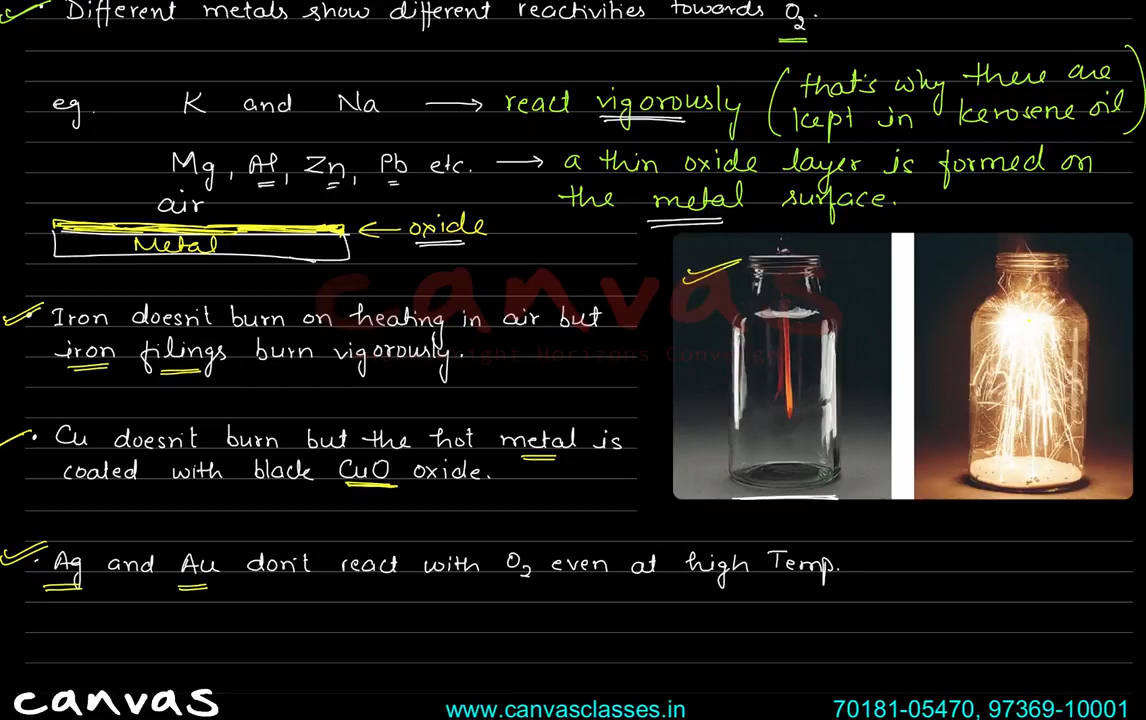 · Different metals show different reactivities towards O₂.
eg. K and Na ⟶ react vigorously (that's why there are kept in kerosene oil)
Mg, Al, Zn, Pb etc. ⟶ a thin oxide layer is formed on
the metal surface.
air
← oxide
Metal
canvas
· Iron doesn't burn on heating in air but
iron filings burn vigorously.
· Cu doesn't burn but the hot metal is
coated with black CuO oxide.
· Ag and Au don't react with O₂ even at high Temp.
canvas
www.canvasclasses.in
70181-05470, 97369-10001